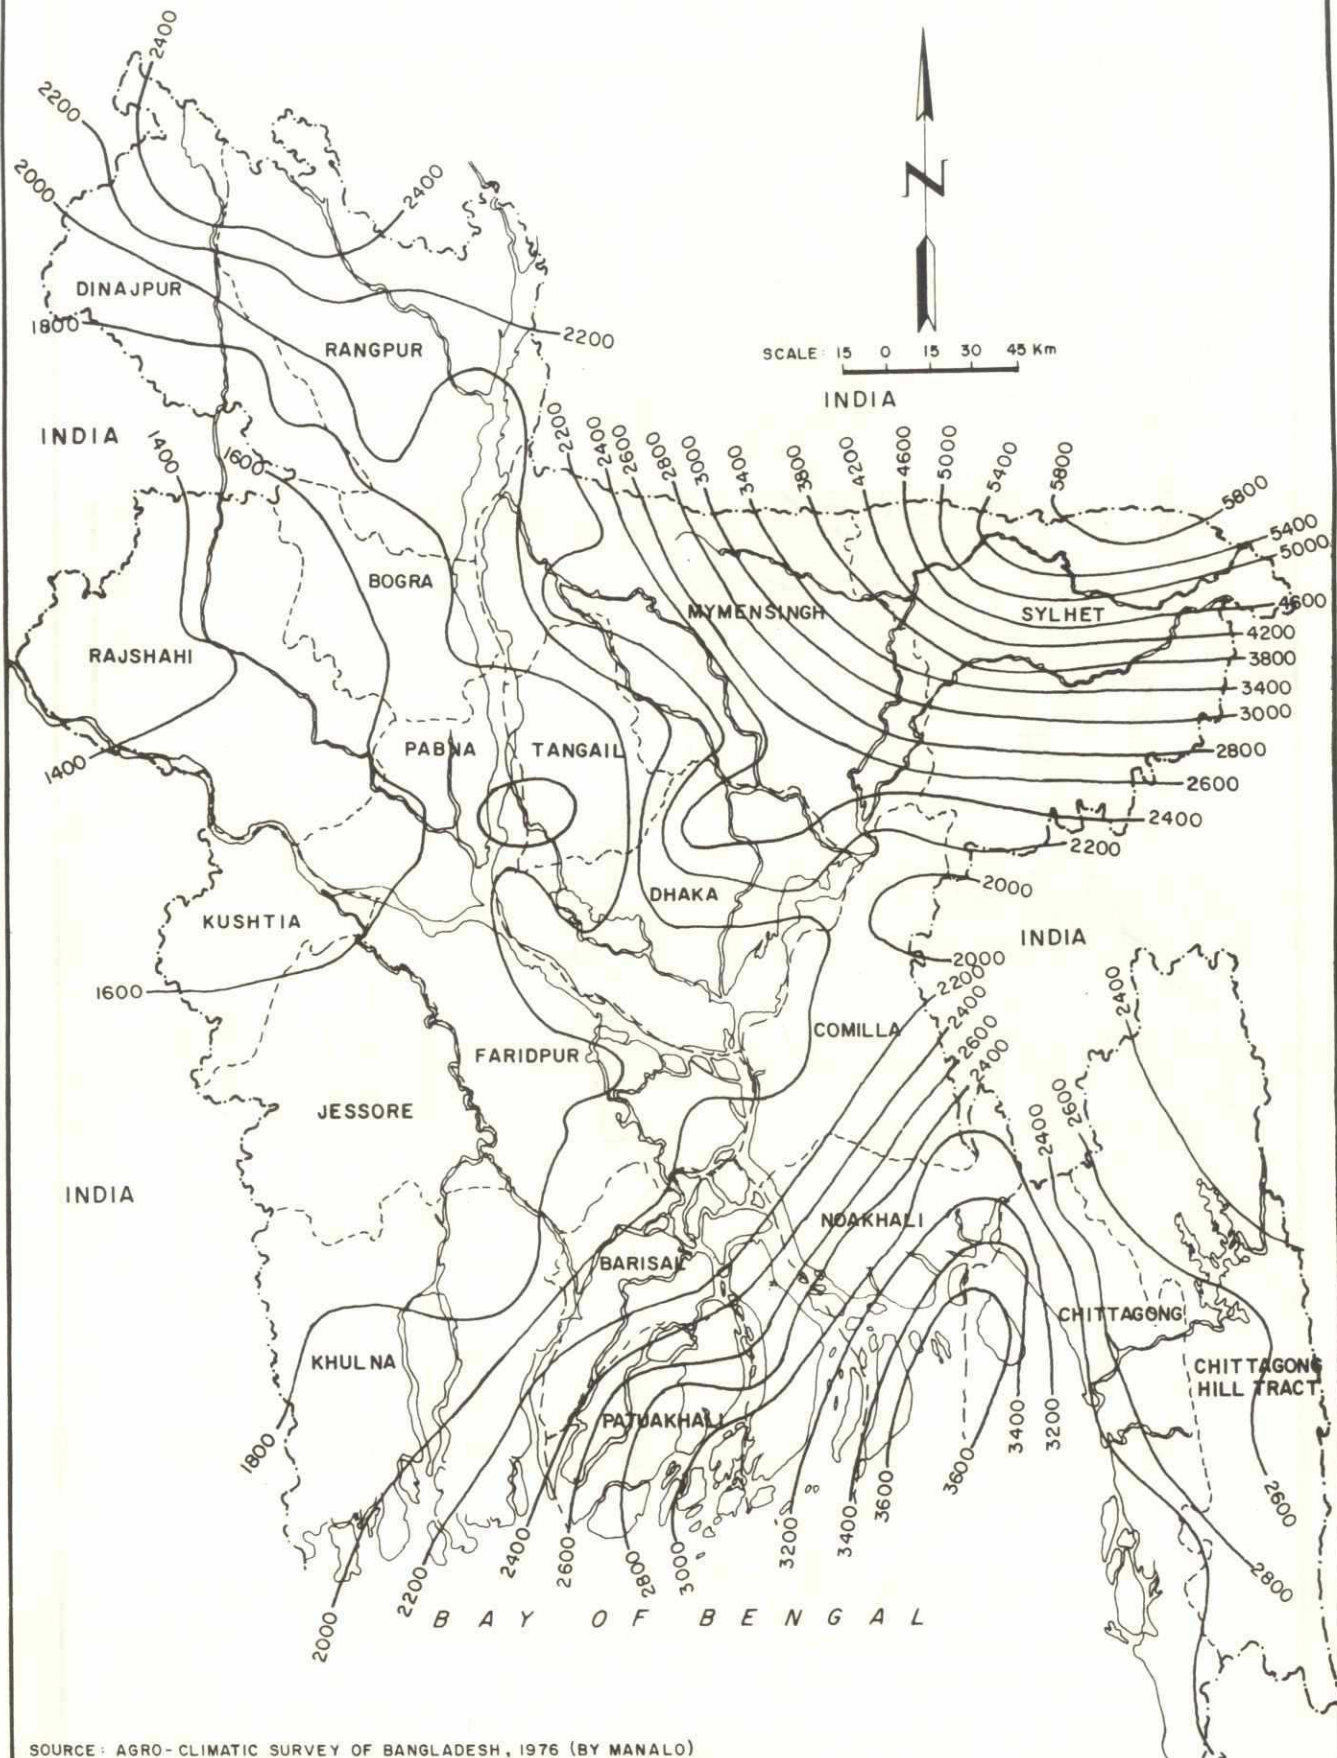 2400
2200
2000
2400
N
DINAJPUR
1800
RANGPUR
2200
SCALE: 15 0 15 30 45 Km
INDIA
INDIA
1400
1600
2200
2400
2600
2800
3000
3400
3800
4200
4600
5000
5400
5800
5800
5400
5000
4600
4200
3800
3400
3000
2800
2600
2400
2200
2000
2000
BOGRA
MYMENSINGH
SYLHET
RAJSHAHI
PABNA
TANGAIL
1400
DHAKA
KUSHTIA
INDIA
1600
2200
2400
2600
2400
COMILLA
2400
FARIDPUR
JESSORE
2400
2600
INDIA
NOAKHALI
BARISAL
CHITTAGONG
KHULNA
CHITTAGONG
HILL TRACT
PATUAKHALI
1800
2000
2200
2400
2600
2800
3000
3200
3400
3600
3600
3400
3200
2600
2800
BAY OF BENGAL
SOURCE: AGRO-CLIMATIC SURVEY OF BANGLADESH, 1976 (BY MANALO)